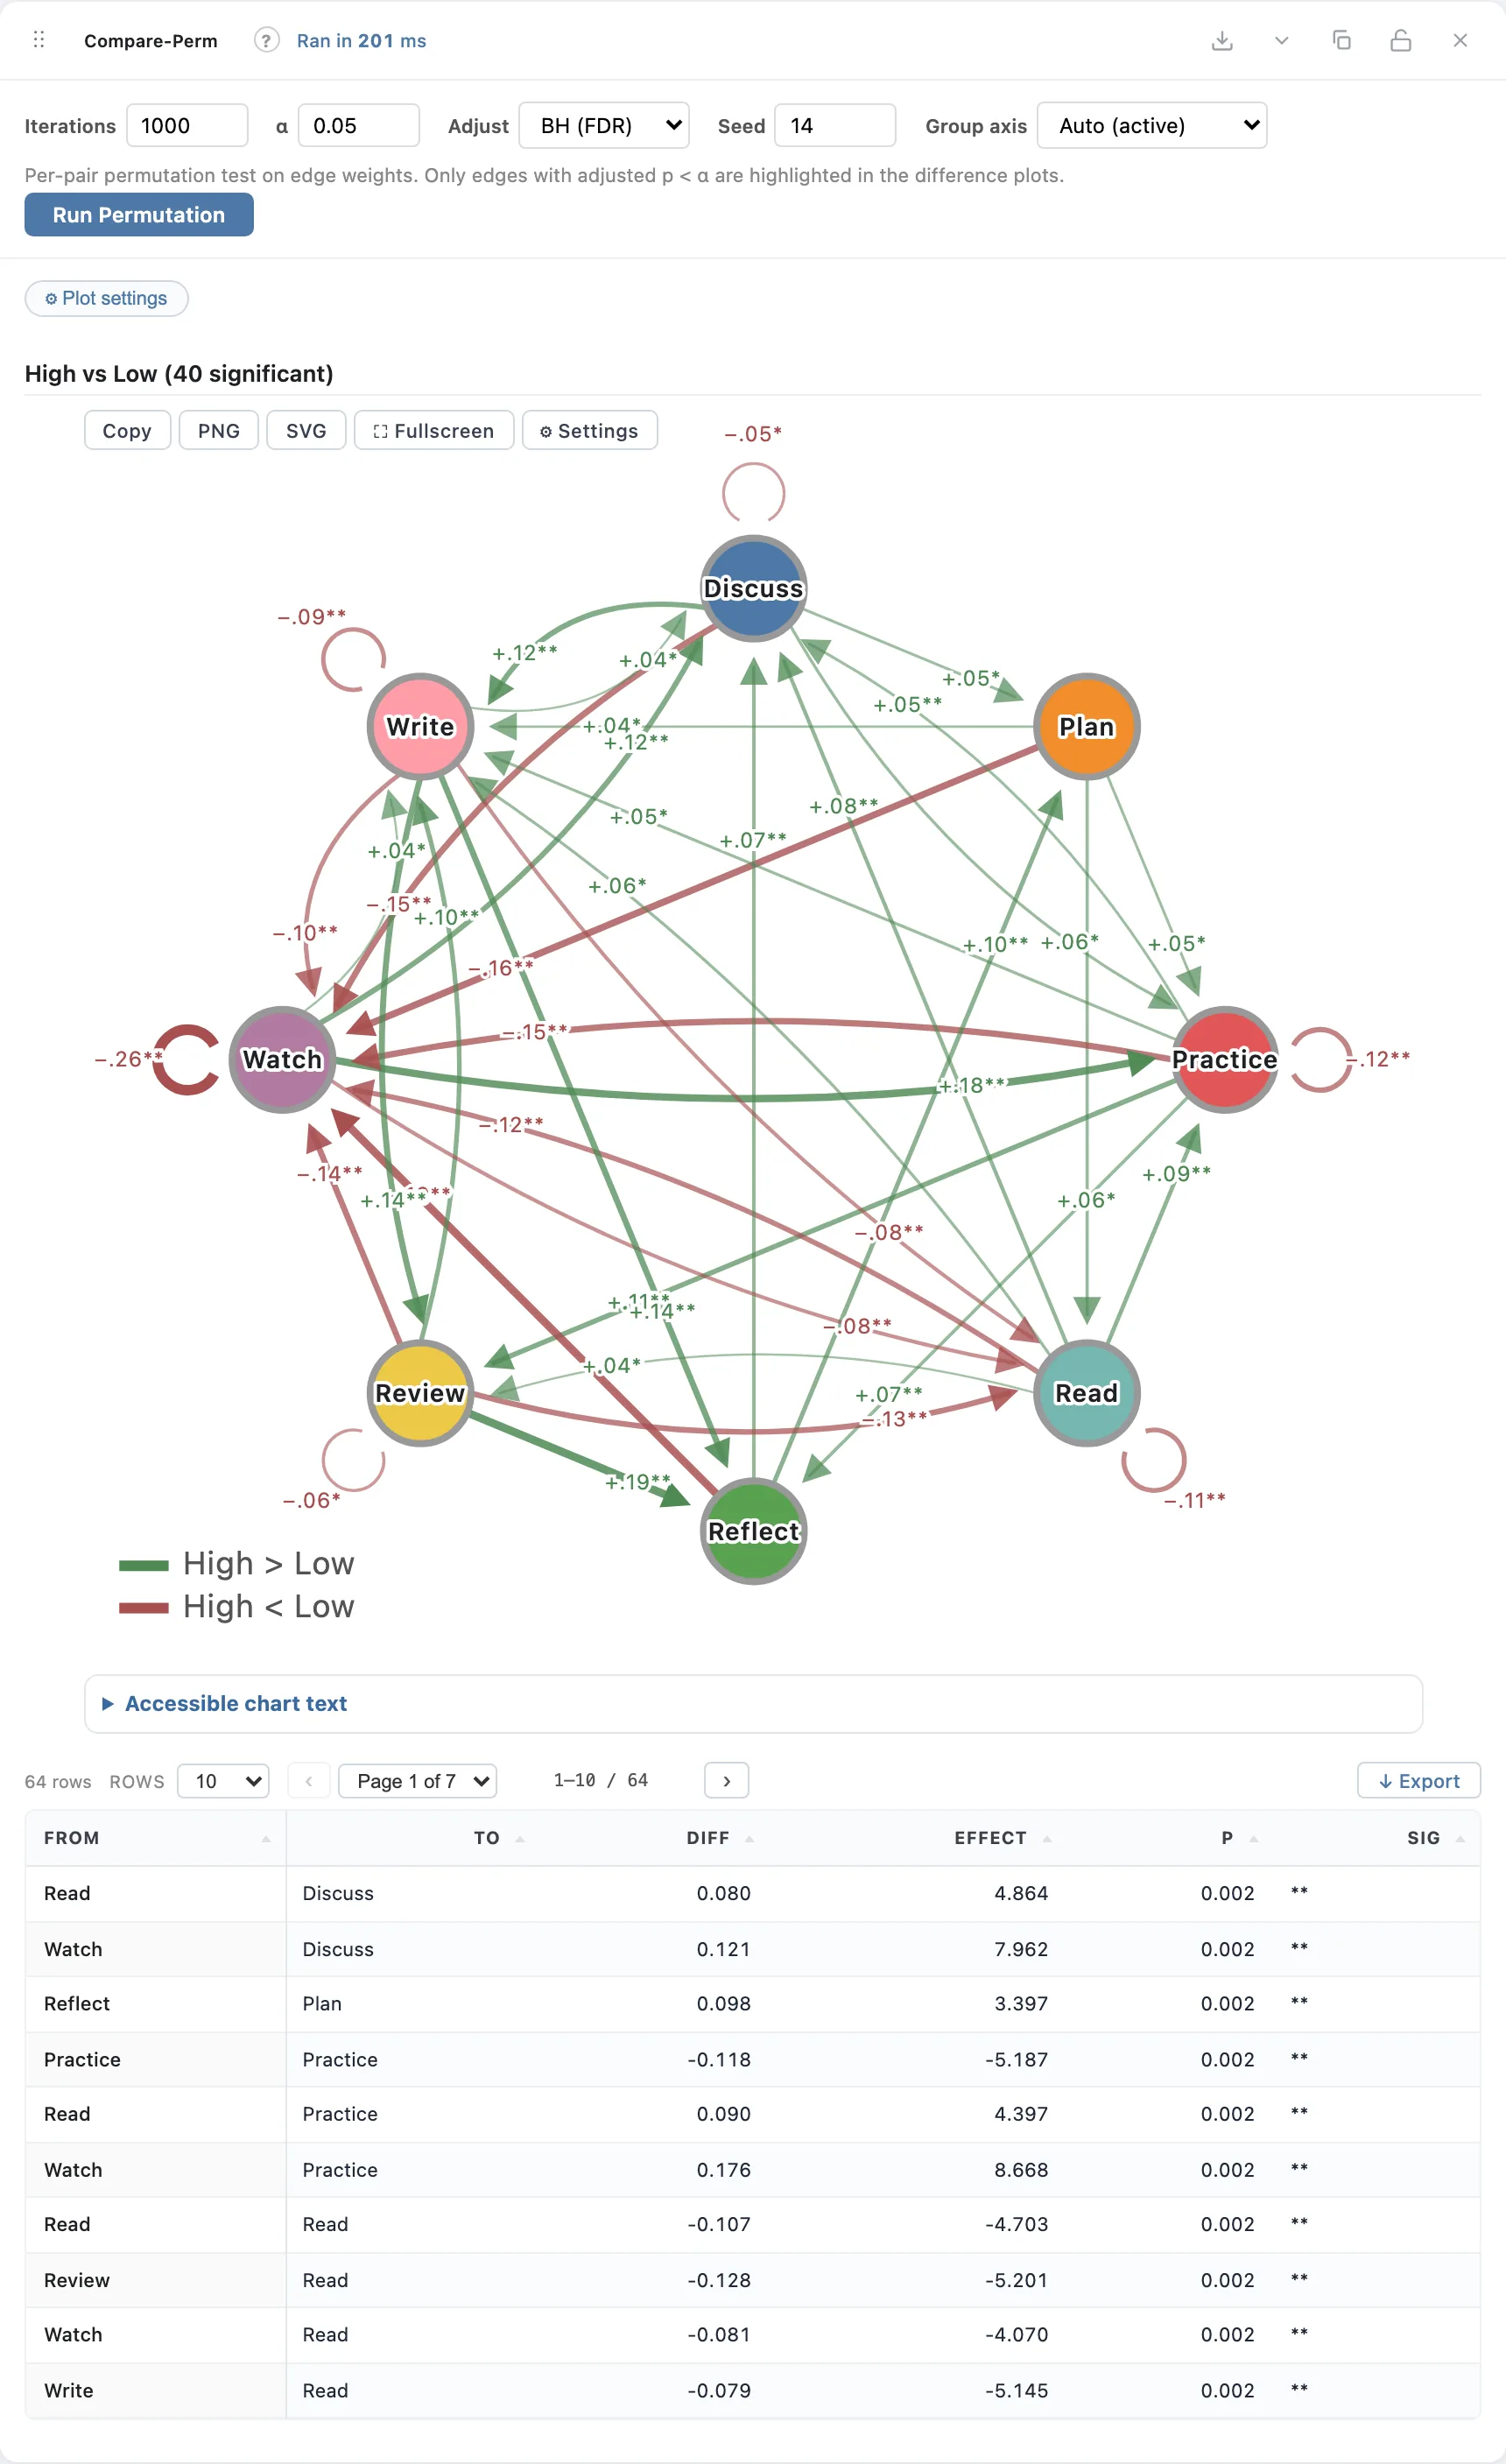 Compare-Perm ? Ran in 201 ms
Iterations 1000 α 0.05 Adjust BH (FDR) Seed 14 Group axis Auto (active)
Per-pair permutation test on edge weights. Only edges with adjusted p < α are highlighted in the difference plots.
Run Permutation
⚙ Plot settings
High vs Low (40 significant)
Copy PNG SVG Fullscreen ⚙ Settings
−.05*
Discuss
−.09**
+.12**
+.04*
+.05*
+.05**
Write
+.04*
Plan
+.12**
+.08**
+.05*
+.07**
+.04*
+.06*
−.15**
+.10**
−.10**
+.10**
+.06*
+.05*
−.16**
−.15**
−.26**
Watch
Practice
−.12**
+.18**
−.12**
−.14**
+.09**
+.14**
+.06*
−.08**
+.11**
+.14**
−.08**
+.04*
Review
+.07**
Read
−.13**
+.19**
−.06*
−.11**
Reflect
High > Low
High < Low
Accessible chart text
64 rows ROWS 10 ‹ Page 1 of 7 1–10 / 64 › ↓ Export
FROM TO DIFF EFFECT P SIG
Read Discuss 0.080 4.864 0.002 **
Watch Discuss 0.121 7.962 0.002 **
Reflect Plan 0.098 3.397 0.002 **
Practice Practice -0.118 -5.187 0.002 **
Read Practice 0.090 4.397 0.002 **
Watch Practice 0.176 8.668 0.002 **
Read Read -0.107 -4.703 0.002 **
Review Read -0.128 -5.201 0.002 **
Watch Read -0.081 -4.070 0.002 **
Write Read -0.079 -5.145 0.002 **